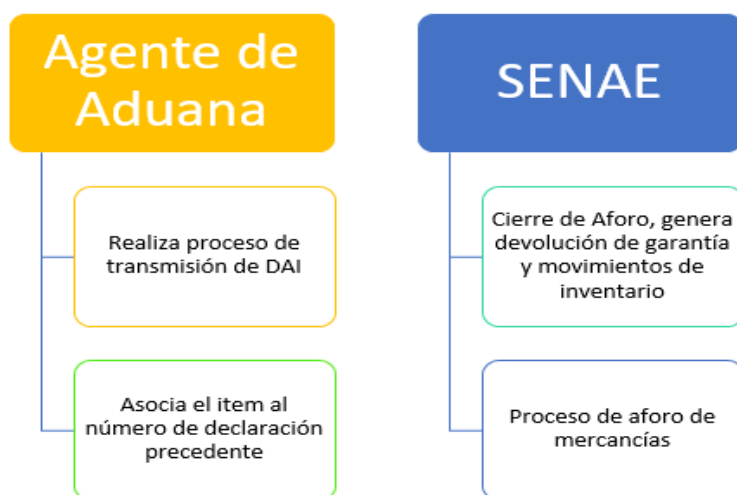 Agente de
Aduana
Realiza proceso de
transmisión de DAI
Asocia el item al
número de declaración
precedente
SENAE
Cierre de Aforo, genera
devolución de garantía
y movimientos de
inventario
Proceso de aforo de
mercancías